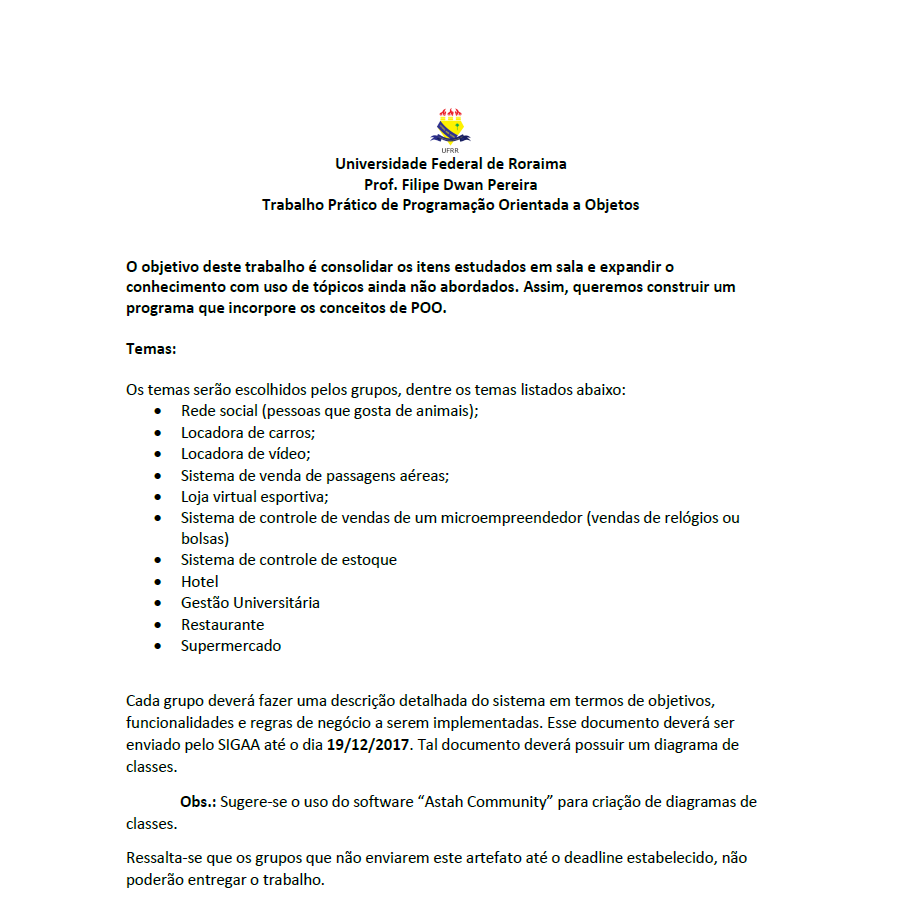 UFRR
Universidade Federal de Roraima
Prof. Filipe Dwan Pereira
Trabalho Prático de Programação Orientada a Objetos
O objetivo deste trabalho é consolidar os itens estudados em sala e expandir o
conhecimento com uso de tópicos ainda não abordados. Assim, queremos construir um
programa que incorpore os conceitos de POO.
Temas:
Os temas serão escolhidos pelos grupos, dentre os temas listados abaixo:
• Rede social (pessoas que gosta de animais);
• Locadora de carros;
• Locadora de vídeo;
• Sistema de venda de passagens aéreas;
• Loja virtual esportiva;
• Sistema de controle de vendas de um microempreendedor (vendas de relógios ou
bolsas)
• Sistema de controle de estoque
• Hotel
• Gestão Universitária
• Restaurante
• Supermercado
Cada grupo deverá fazer uma descrição detalhada do sistema em termos de objetivos,
funcionalidades e regras de negócio a serem implementadas. Esse documento deverá ser
enviado pelo SIGAA até o dia 19/12/2017. Tal documento deverá possuir um diagrama de
classes.
Obs.: Sugere-se o uso do software “Astah Community” para criação de diagramas de
classes.
Ressalta-se que os grupos que não enviarem este artefato até o deadline estabelecido, não
poderão entregar o trabalho.